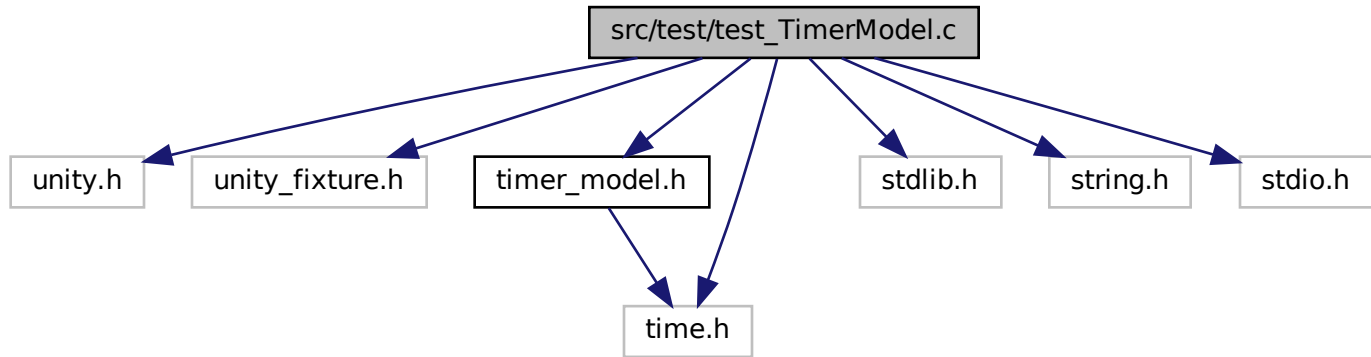 src/test/test_TimerModel.c
unity.h
unity_fixture.h
timer_model.h
stdlib.h
string.h
stdio.h
time.h